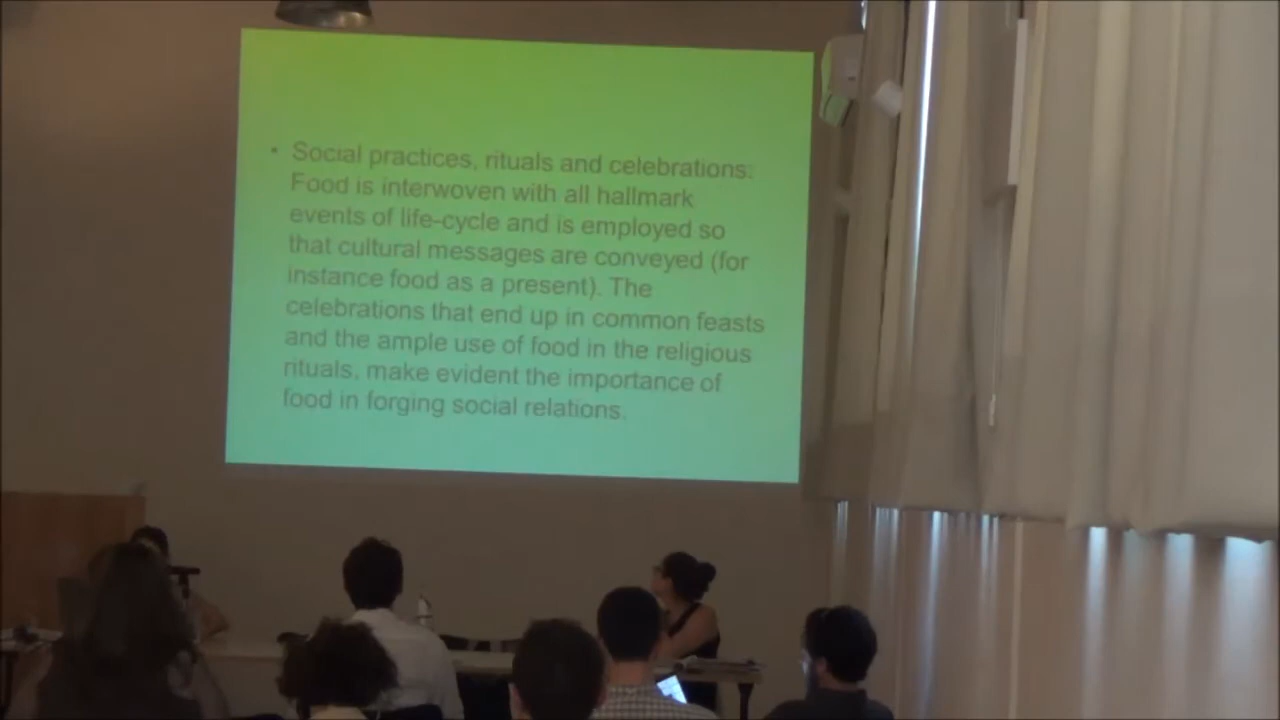 • Social practices, rituals and celebrations:
Food is interwoven with all hallmark
events of life-cycle and is employed so
that cultural messages are conveyed (for
instance food as a present). The
celebrations that end up in common feasts
and the ample use of food in the religious
rituals, make evident the importance of
food in forging social relations.